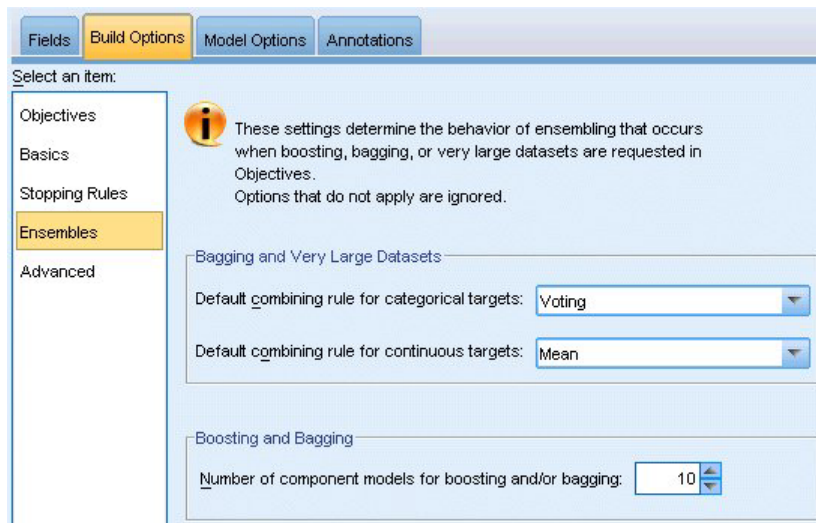 Fields Build Options Model Options Annotations
Select an item:
Objectives
Basics
Stopping Rules
Ensembles
Advanced
These settings determine the behavior of ensembling that occurs
when boosting, bagging, or very large datasets are requested in
Objectives.
Options that do not apply are ignored.
Bagging and Very Large Datasets
Default combining rule for categorical targets: Voting
Default combining rule for continuous targets: Mean
Boosting and Bagging
Number of component models for boosting and/or bagging: 10